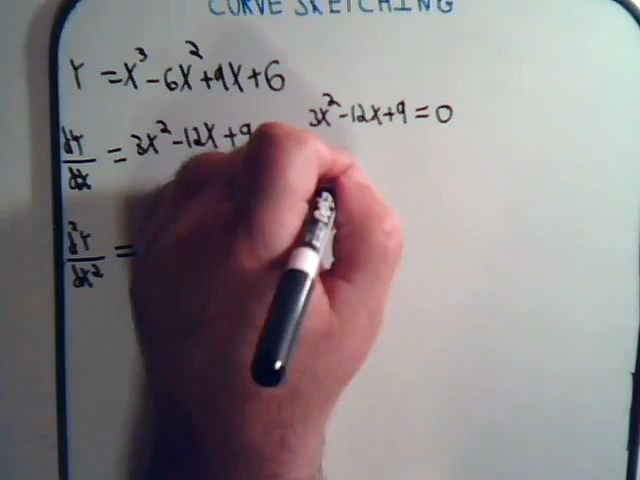 CURVE SKETCHING
Y = x³ - 6x² + 9x + 6
dy/dx = 3x² - 12x + 9
3x² - 12x + 9 = 0
d²y/dx² =